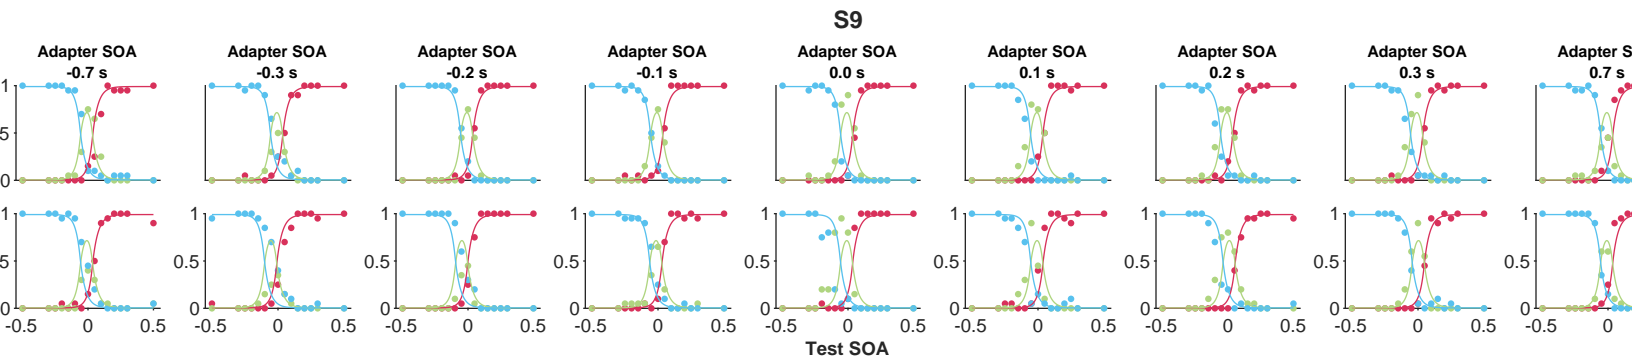 S9
Adapter SOA Adapter SOA Adapter SOA Adapter SOA Adapter SOA Adapter SOA Adapter SOA Adapter SOA Adapter S
-0.7 s -0.3 s -0.2 s -0.1 s 0.0 s 0.1 s 0.2 s 0.3 s 0.7 s
1
5
0
1 1 1 1 1 1 1 1 1
5 0.5 0.5 0.5 0.5 0.5 0.5 0.5 0.5
0 0 0 0 0 0 0 0 0
-0.5 0 0.5 -0.5 0 0.5 -0.5 0 0.5 -0.5 0 0.5 -0.5 0 0.5 -0.5 0 0.5 -0.5 0 0.5 -0.5 0 0.5 -0.5 0
Test SOA